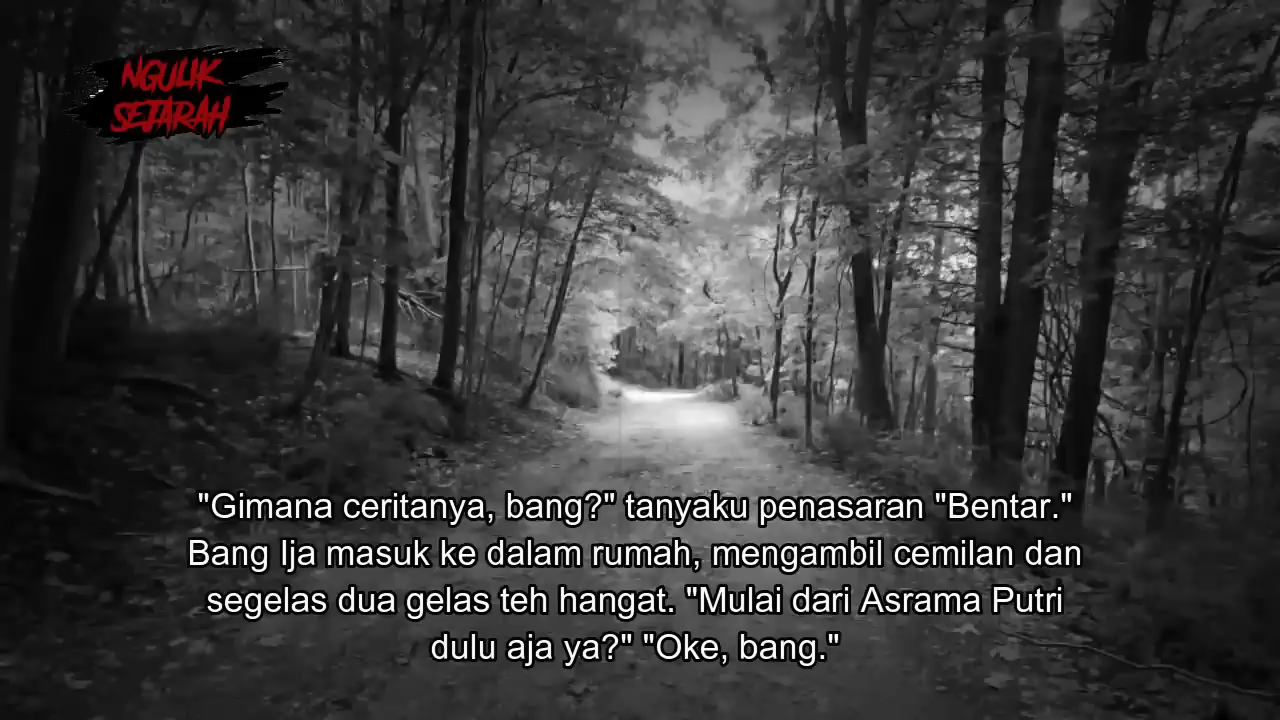 NGULIK
SEJARAH
"Gimana ceritanya, bang?" tanyaku penasaran "Bentar."
Bang Ija masuk ke dalam rumah, mengambil cemilan dan
segelas dua gelas teh hangat. "Mulai dari Asrama Putri
dulu aja ya?" "Oke, bang."